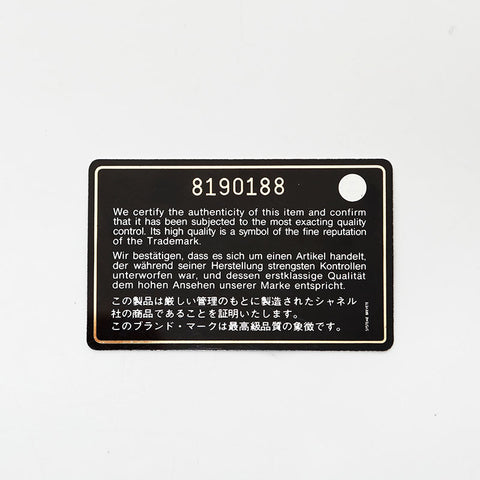 8190188
We certify the authenticity of this item and confirm
that it has been subjected to the most exacting quality
control. Its high quality is a symbol of the fine reputation
of the Trademark.
Wir bestätigen, dass es sich um einen Artikel handelt,
der während seiner Herstellung strengsten Kontrollen
unterworfen war, und dessen erstklassige Qualität
dem hohen Ansehen unserer Marke entspricht.
この製品は厳しい管理のもとに製造されたシャネル
社の商品であることを証明いたします。
このブランド・マークは最高級品質の象徴です。